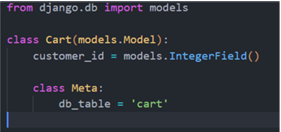 from django.db import models
class Cart(models.Model):
    customer_id = models.IntegerField()
    class Meta:
        db_table = 'cart'